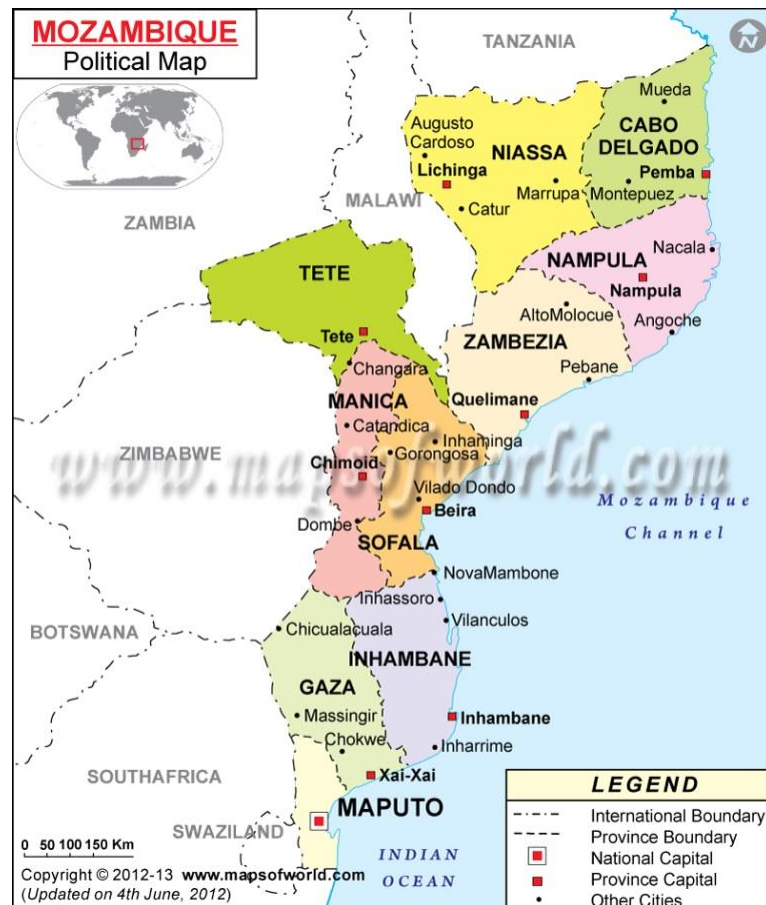 MOZAMBIQUE
Political Map
TANZANIA
Mueda
CABO
DELGADO
Augusto
Cardoso
NIASSA
Lichinga
Pemba
Marrupa
Montepuez
MALAWI
Catur
ZAMBIA
Nacala
NAMPULA
Nampula
TETE
AltoMolocue
Angoche
Tete
ZAMBEZIA
Changara
Pebane
MANICA
Quelimane
Catandica
Inhaminga
ZIMBABWE
Gorongosa
Chimoid
www.mapsofworld.com
Vilado Dondo
Beira
Mozambique
Channel
Dombe
SOFALA
NovaMambone
Inhassoro
Vilanculos
BOTSWANA
Chicualacuala
INHAMBANE
GAZA
Massingir
Inhambane
Chokwe
Inharrime
SOUTHAFRICA
Xai-Xai
MAPUTO
SWAZILAND
INDIAN
OCEAN
0 50 100 150 Km
Copyright © 2012-13 www.mapsofworld.com
(Updated on 4th June, 2012)
LEGEND
International Boundary
Province Boundary
National Capital
Province Capital
Other Cities
N